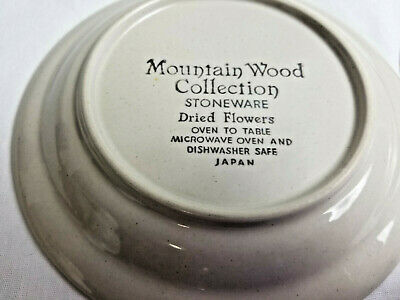 Mountain Wood
Collection
STONEWARE
Dried Flowers
OVEN TO TABLE
MICROWAVE OVEN AND
DISHWASHER SAFE
JAPAN